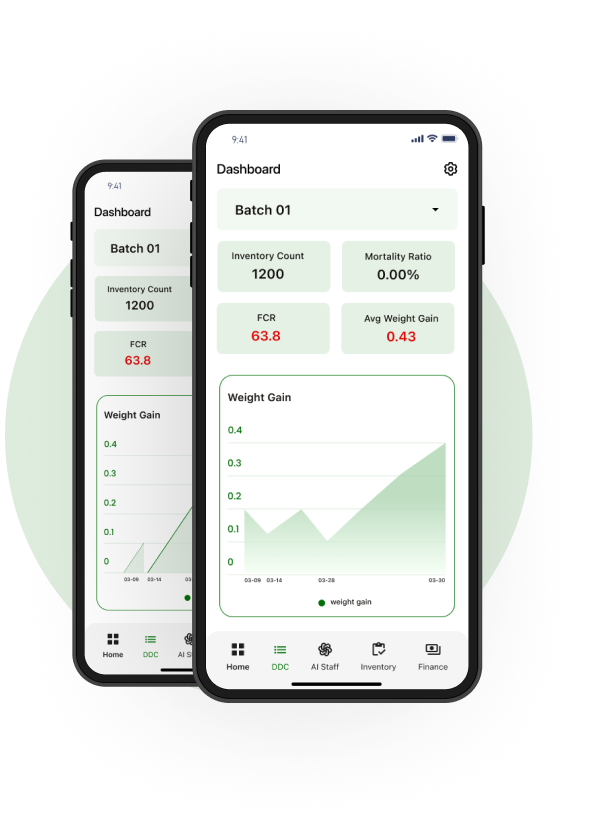 9:41
Dashboard
Batch 01
Inventory Count
1200
FCR
63.8
Weight Gain
0.4
0.3
0.2
0.1
0
03-09 03-14
Home DDC
9:41
Dashboard
Batch 01
Inventory Count Mortality Ratio
1200 0.00%
FCR Avg Weight Gain
63.8 0.43
Weight Gain
0.4
0.3
0.2
0.1
0
03-09 03-14 03-28 03-30
weight gain
Home DDC AI Staff Inventory Finance